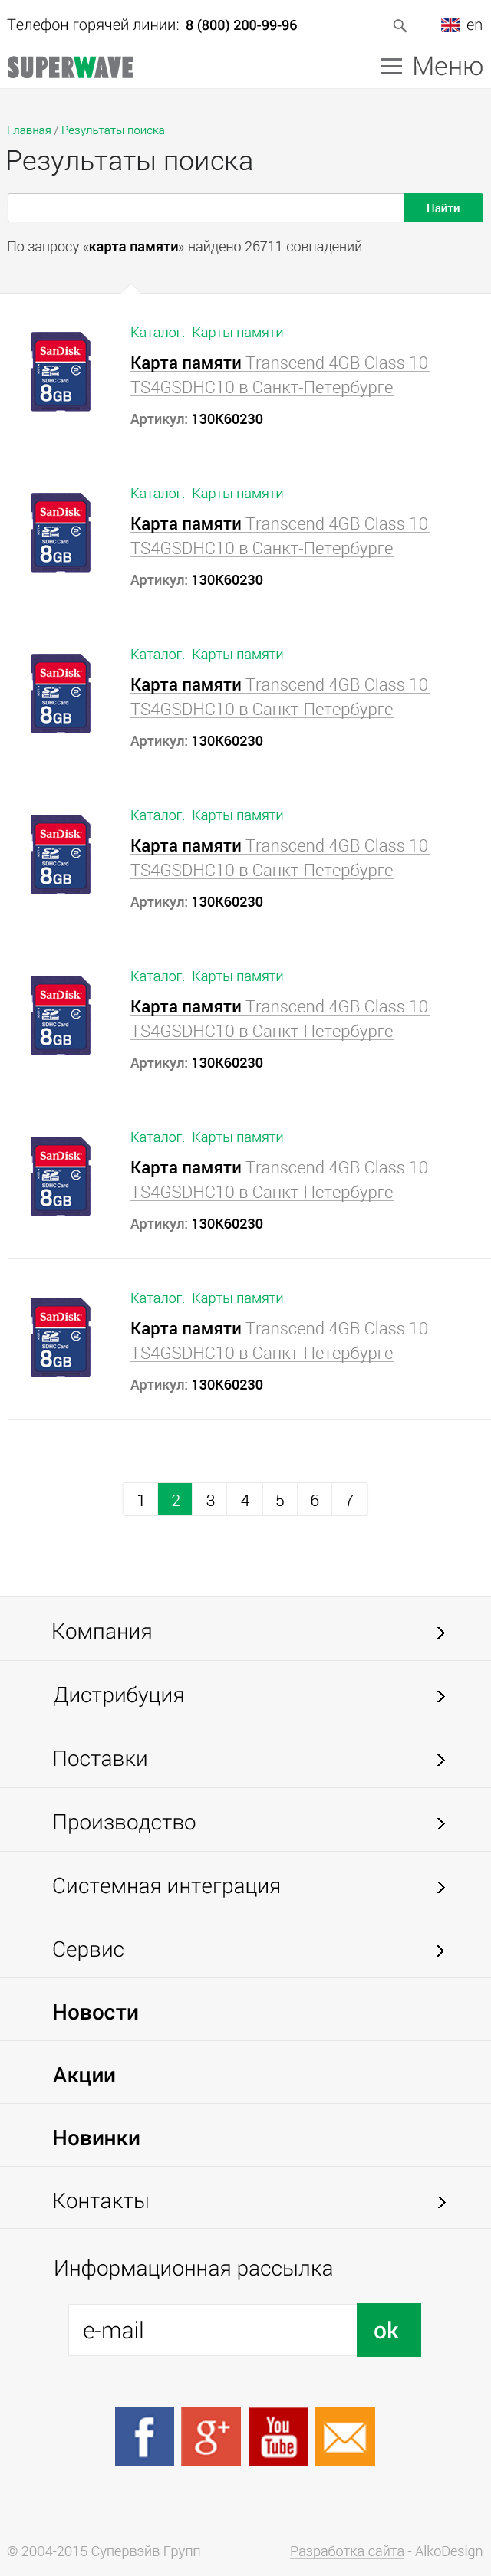 Телефон горячей линии: 8 (800) 200-99-96
en
SUPERWAVE
Меню
Главная / Результаты поиска
Результаты поиска
Найти
По запросу «карта памяти» найдено 26711 совпадений
Каталог. Карты памяти
SanDisk
SDHC Card
8GB
Карта памяти Transcend 4GB Class 10
TS4GSDHC10 в Санкт-Петербурге
Артикул: 130K60230
Каталог. Карты памяти
SanDisk
SDHC Card
8GB
Карта памяти Transcend 4GB Class 10
TS4GSDHC10 в Санкт-Петербурге
Артикул: 130K60230
Каталог. Карты памяти
SanDisk
SDHC Card
8GB
Карта памяти Transcend 4GB Class 10
TS4GSDHC10 в Санкт-Петербурге
Артикул: 130K60230
Каталог. Карты памяти
SanDisk
SDHC Card
8GB
Карта памяти Transcend 4GB Class 10
TS4GSDHC10 в Санкт-Петербурге
Артикул: 130K60230
Каталог. Карты памяти
SanDisk
SDHC Card
8GB
Карта памяти Transcend 4GB Class 10
TS4GSDHC10 в Санкт-Петербурге
Артикул: 130K60230
Каталог. Карты памяти
SanDisk
SDHC Card
8GB
Карта памяти Transcend 4GB Class 10
TS4GSDHC10 в Санкт-Петербурге
Артикул: 130K60230
Каталог. Карты памяти
SanDisk
SDHC Card
8GB
Карта памяти Transcend 4GB Class 10
TS4GSDHC10 в Санкт-Петербурге
Артикул: 130K60230
1 2 3 4 5 6 7
Компания
Дистрибуция
Поставки
Производство
Системная интеграция
Сервис
Новости
Акции
Новинки
Контакты
Информационная рассылка
e-mail
ok
f g+ You Tube
© 2004-2015 Супервэйв Групп
Разработка сайта - AlkoDesign